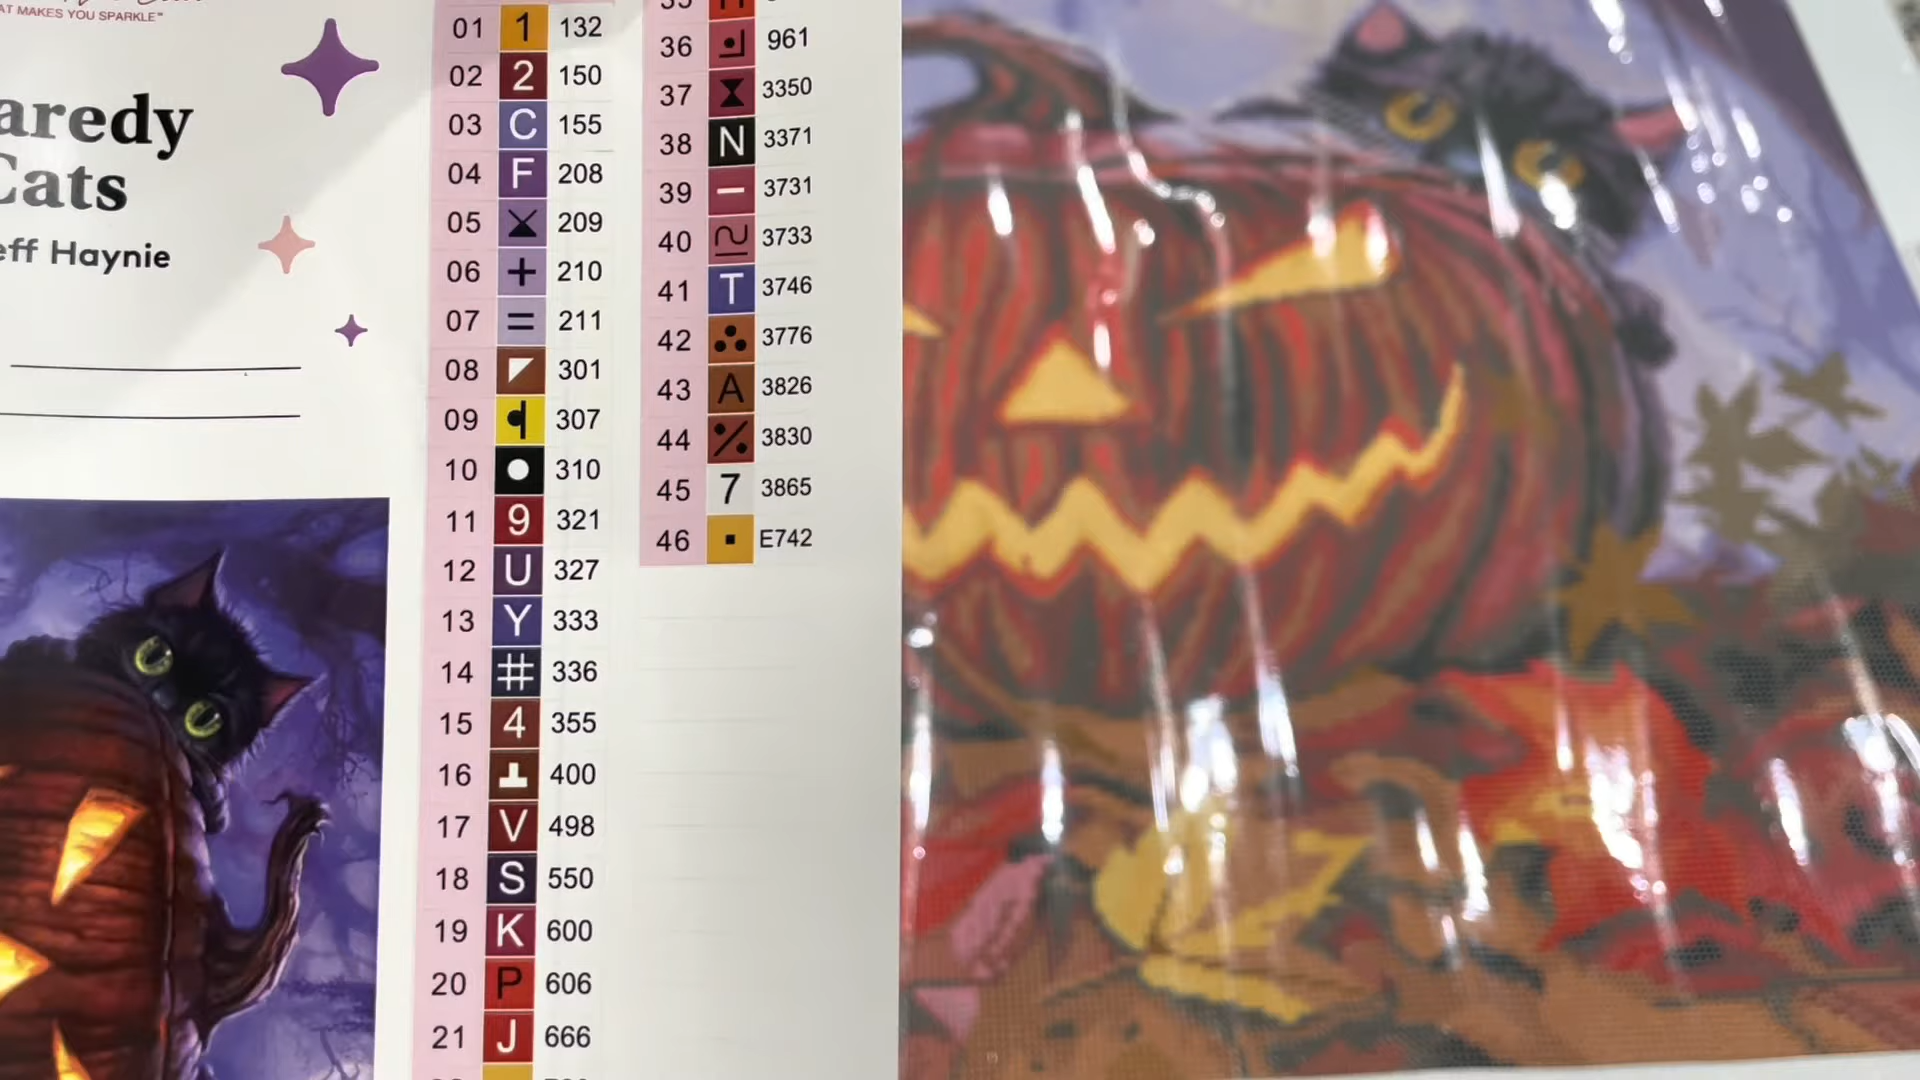 AT MAKES YOU SPARKLE"
aredy
Cats
eff Haynie
01 1 132
02 2 150
03 C 155
04 F 208
05 209
06 + 210
07 = 211
08 301
09 307
10 310
11 9 321
12 U 327
13 Y 333
14 # 336
15 4 355
16 400
17 V 498
18 S 550
19 K 600
20 P 606
21 J 666
36 961
37 3350
38 N 3371
39 − 3731
40 3733
41 T 3746
42 3776
43 A 3826
44 3830
45 7 3865
46 E742